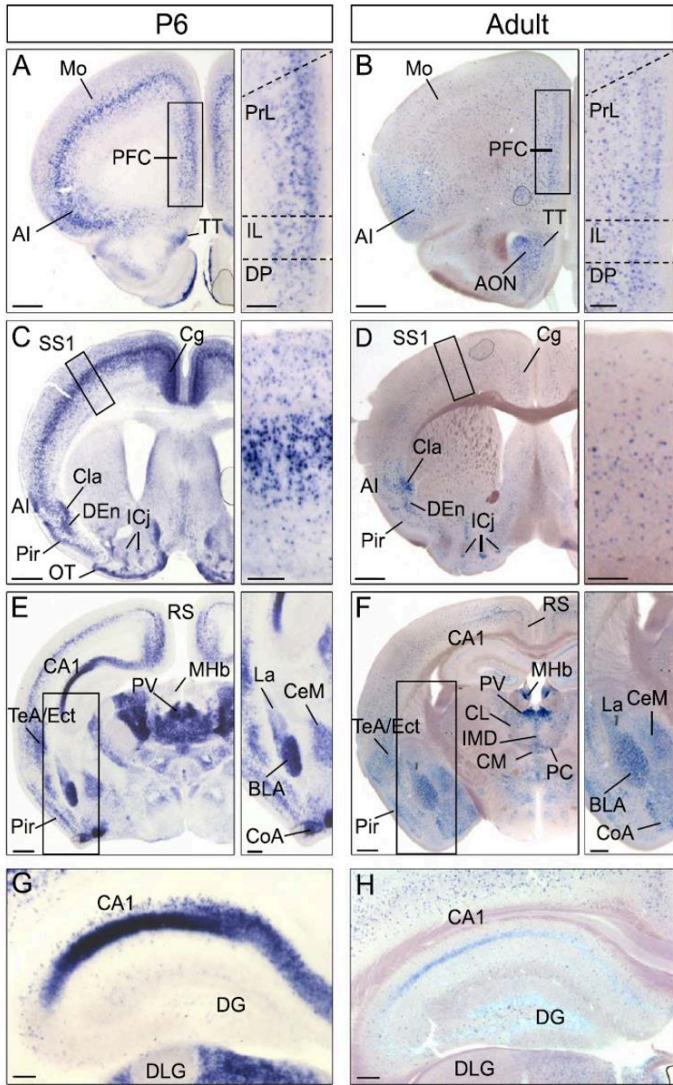 P6
Adult
A
Mo
PFC
AI
TT
PrL
IL
DP
B
Mo
PFC
AI
TT
AON
PrL
IL
DP
C
SS1
Cg
Cla
AI
DEn
ICj
Pir
OT
D
SS1
Cg
Cla
AI
DEn
ICj
Pir
E
RS
CA1
MHb
PV
TeA/Ect
Pir
La
CeM
BLA
CoA
F
RS
CA1
MHb
PV
CL
TeA/Ect
IMD
CM
PC
Pir
La
CeM
BLA
CoA
G
CA1
DG
DLG
H
CA1
DG
DLG